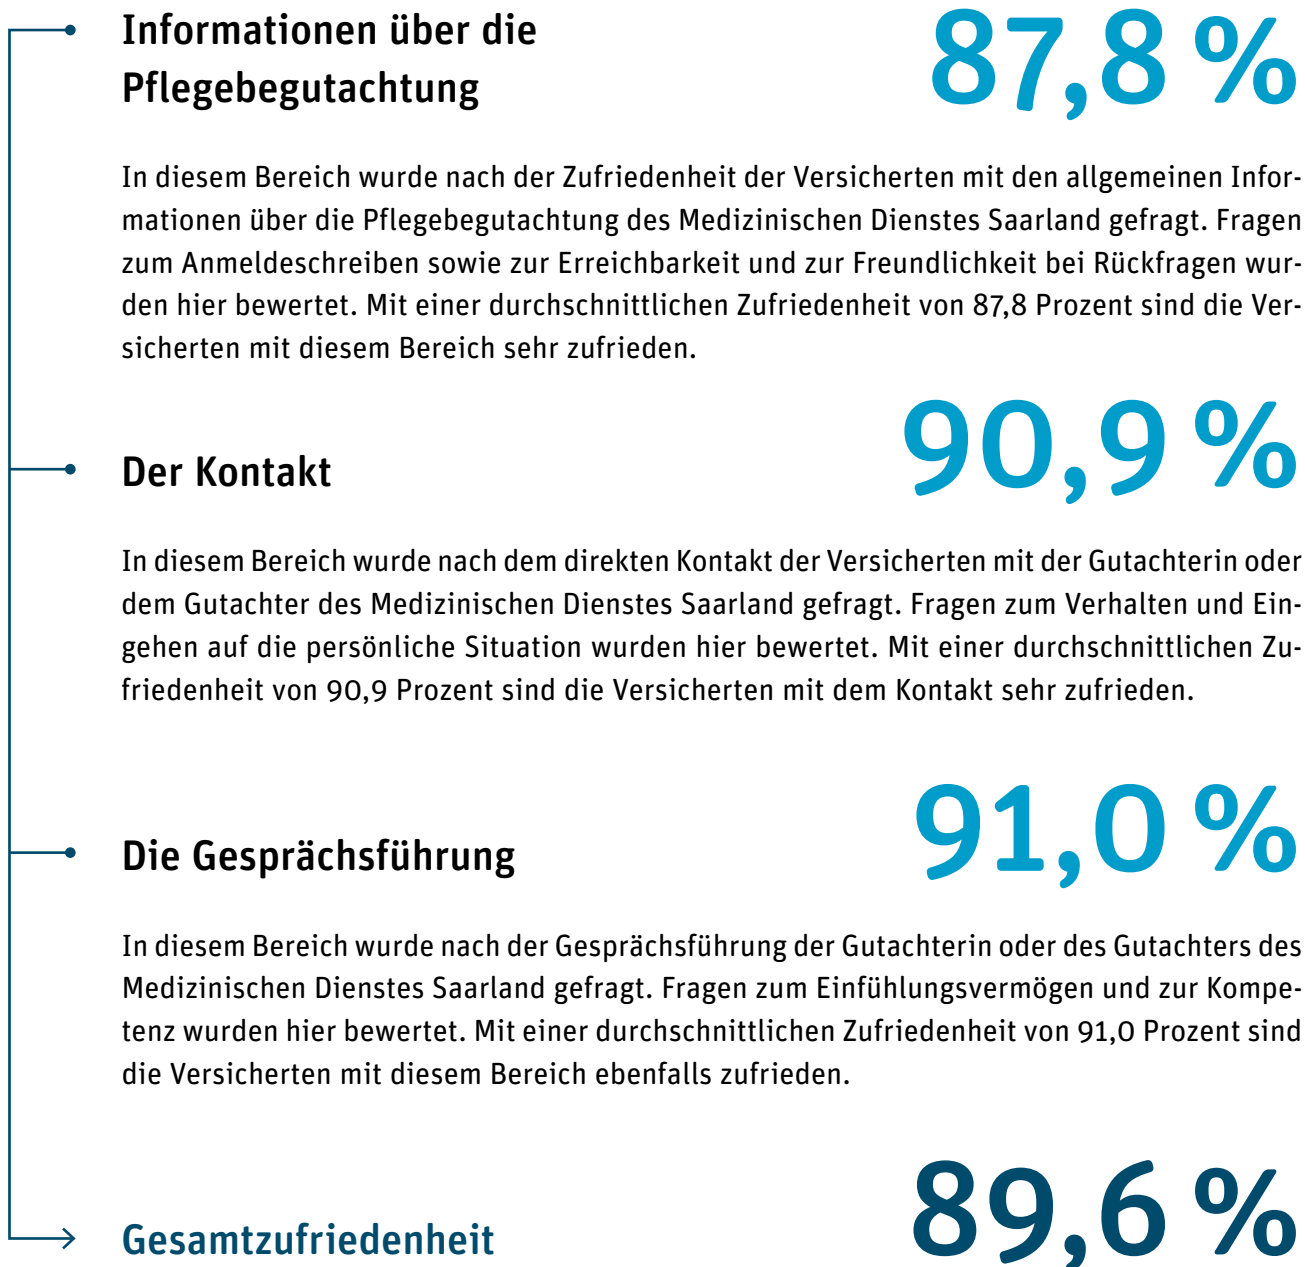 Informationen über die
Pflegebegutachtung
87,8 %
In diesem Bereich wurde nach der Zufriedenheit der Versicherten mit den allgemeinen Infor-
mationen über die Pflegebegutachtung des Medizinischen Dienstes Saarland gefragt. Fragen
zum Anmeldeschreiben sowie zur Erreichbarkeit und zur Freundlichkeit bei Rückfragen wur-
den hier bewertet. Mit einer durchschnittlichen Zufriedenheit von 87,8 Prozent sind die Ver-
sicherten mit diesem Bereich sehr zufrieden.
Der Kontakt
90,9 %
In diesem Bereich wurde nach dem direkten Kontakt der Versicherten mit der Gutachterin oder
dem Gutachter des Medizinischen Dienstes Saarland gefragt. Fragen zum Verhalten und Ein-
gehen auf die persönliche Situation wurden hier bewertet. Mit einer durchschnittlichen Zu-
friedenheit von 90,9 Prozent sind die Versicherten mit dem Kontakt sehr zufrieden.
Die Gesprächsführung
91,0 %
In diesem Bereich wurde nach der Gesprächsführung der Gutachterin oder des Gutachters des
Medizinischen Dienstes Saarland gefragt. Fragen zum Einfühlungsvermögen und zur Kompe-
tenz wurden hier bewertet. Mit einer durchschnittlichen Zufriedenheit von 91,0 Prozent sind
die Versicherten mit diesem Bereich ebenfalls zufrieden.
Gesamtzufriedenheit
89,6 %